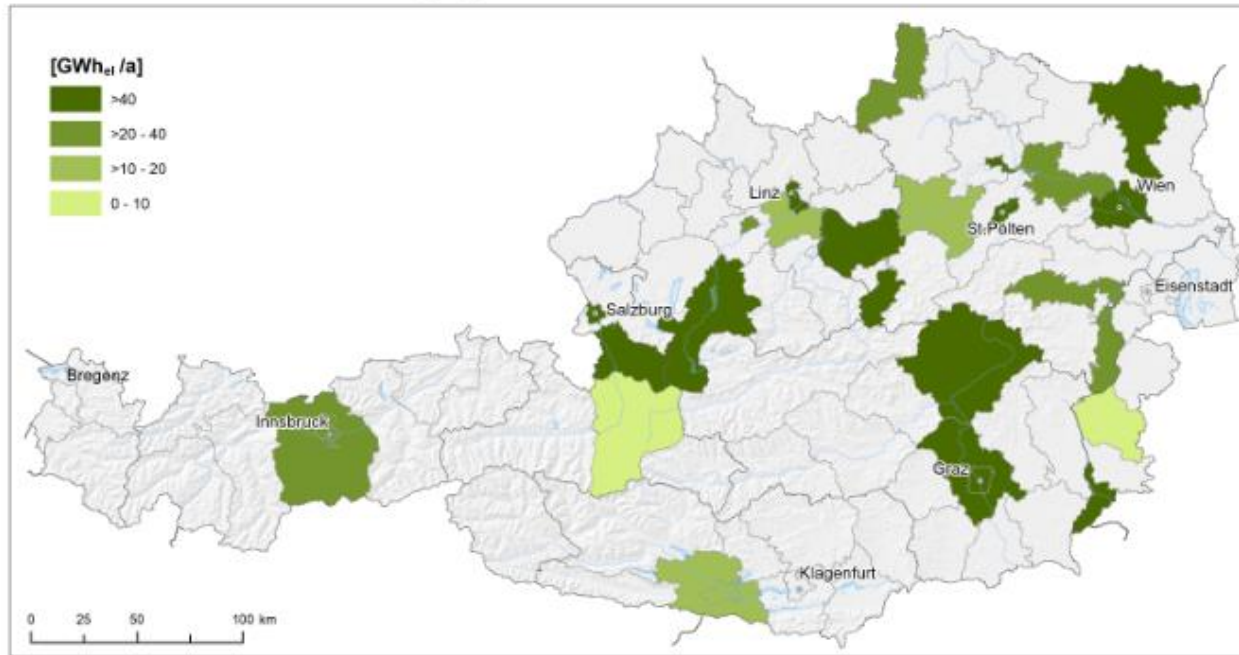 [GWhel /a]
>40
>20 - 40
>10 - 20
0 - 10
Linz
Wien
St.Pölten
Eisenstadt
Salzburg
Bregenz
Innsbruck
Graz
Klagenfurt
0 25 50 100 km